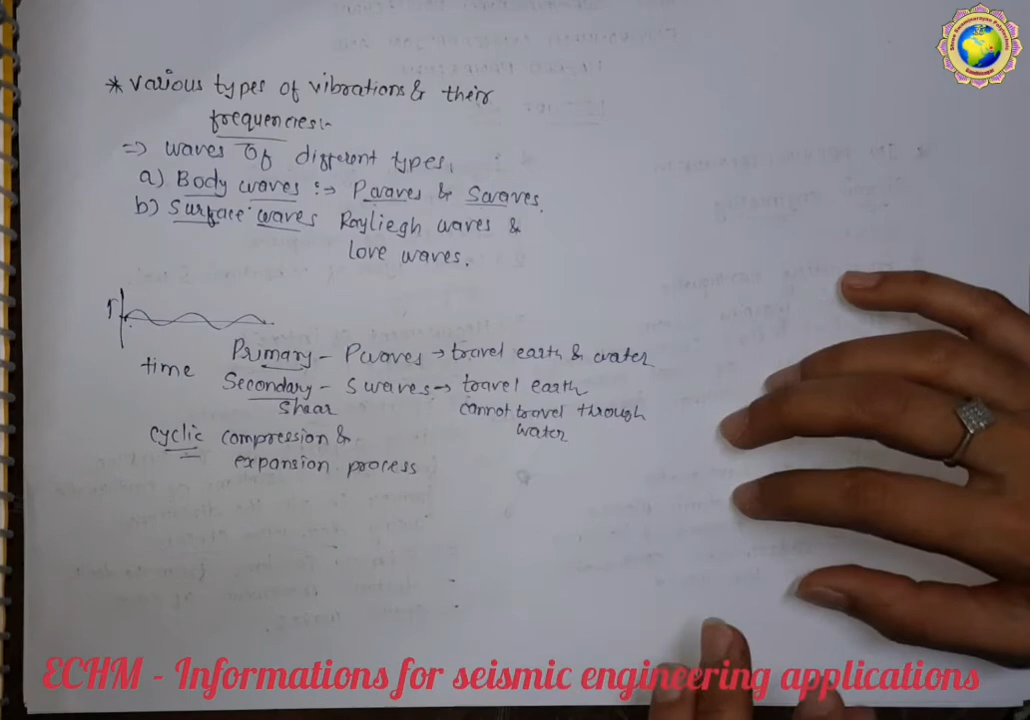 * Various types of vibrations & their
frequencies:-
=> waves of different types,
a) Body waves :-> P waves & S waves.
b) Surface waves Rayliegh waves &
love waves.
time
Primary - P waves → travel earth & water
Secondary - S waves → travel earth
Shear
cannot travel through
water
cyclic compression &
expansion process
ECHM - Informations for seismic engineering applications